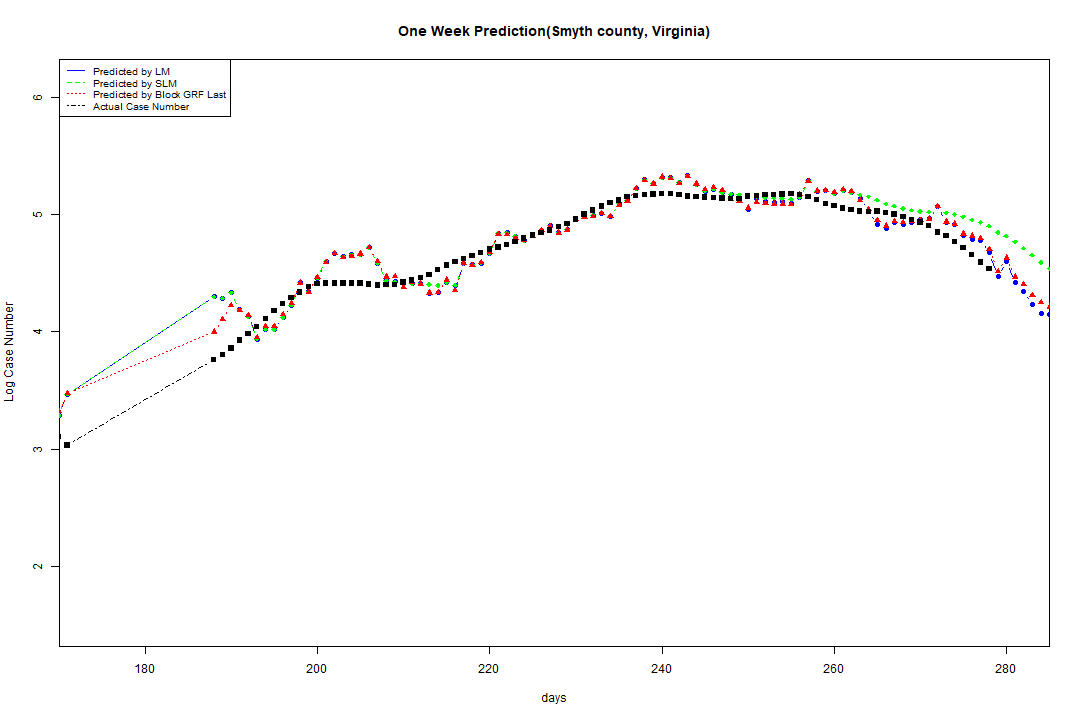 One Week Prediction(Smyth county, Virginia)
Predicted by LM
Predicted by SLM
Predicted by Block GRF Last
Actual Case Number
6
5
4
3
2
Log Case Number
180 200 220 240 260 280
days